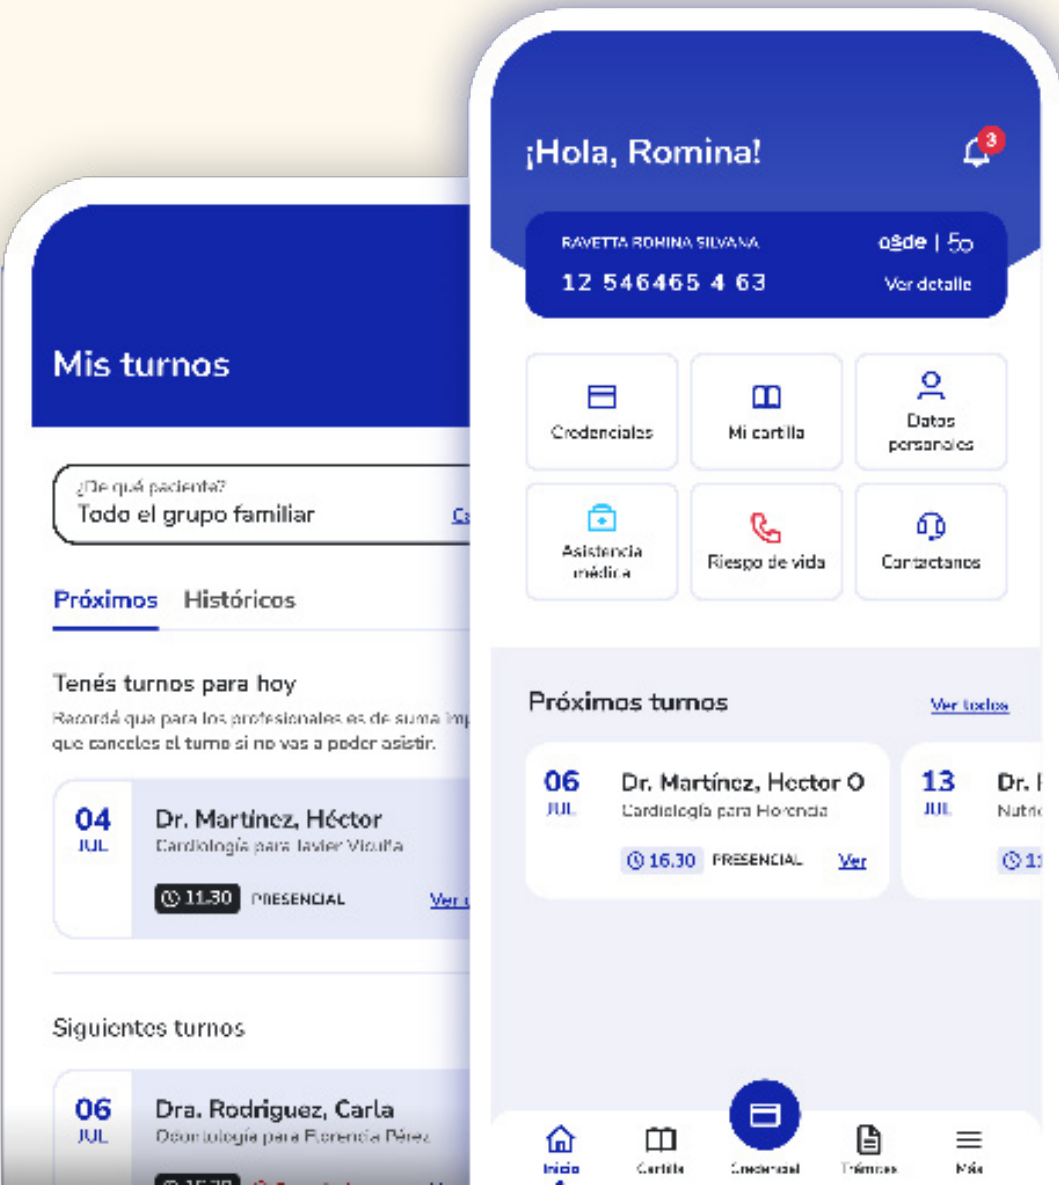 ¡Hola, Romina!
3
RAVETTA ROMINA SILVANA
osde | 50
12 546465 4 63
Ver detalle
Credenciales
Mi cartilla
Datos
personales
Asistencia
médica
Riesgo de vida
Contactanos
Próximos turnos
Ver todos
06
JUL
Dr. Martínez, Hector O
Cardiología para Florencia
16.30 PRESENCIAL Ver
13
JUL
Dr.
Inicio
Cartilla
Credencial
Trámites
Más
Mis turnos
¿De qué paciente?
Todo el grupo familiar
Próximos Históricos
Tenés turnos para hoy
Recordá que para los profesionales es de suma
que canceles el turno si no vas a poder asistir.
04
JUL
Dr. Martínez, Héctor
Cardiología para Javier Vicuña
11.30 PRESENCIAL
Ver
Siguientes turnos
06
JUL
Dra. Rodriguez, Carla
Odontología para Florencia Pérez